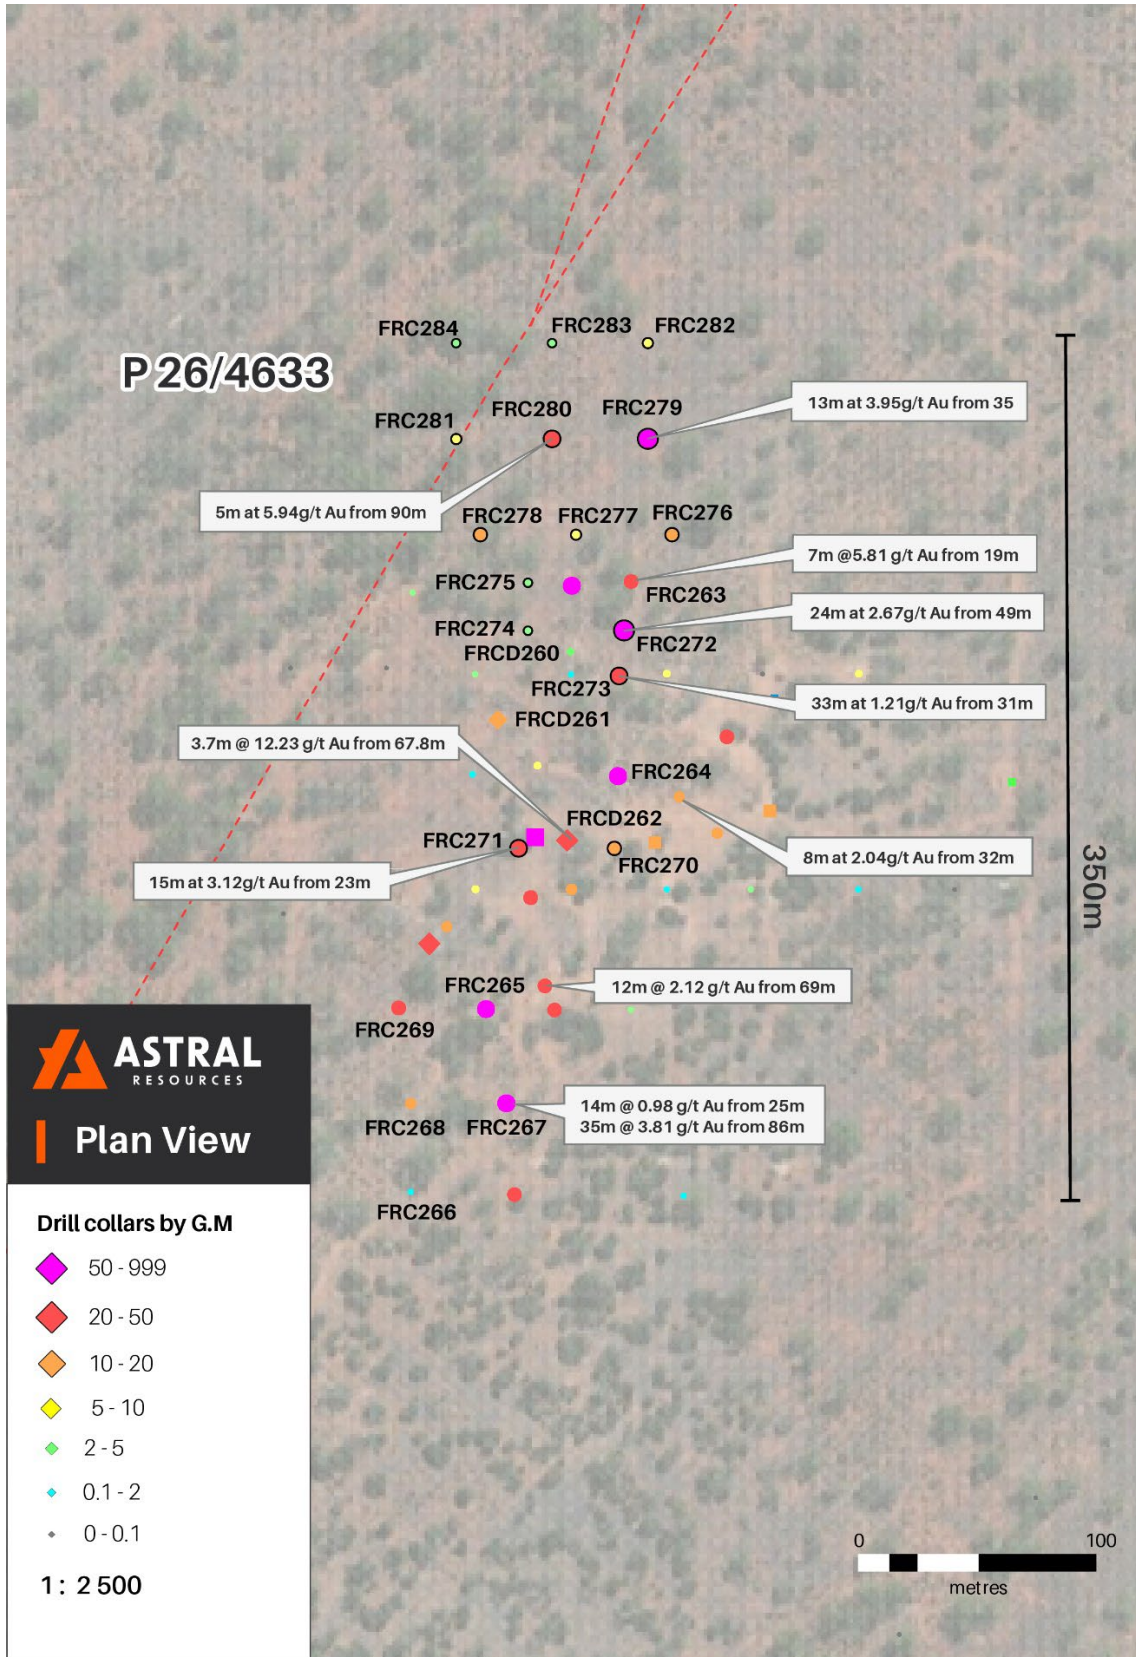 FRC284
FRC283
FRC282
P 26/4633
13m at 3.95g/t Au from 35
FRC281
FRC280
FRC279
5m at 5.94g/t Au from 90m
FRC278
FRC277
FRC276
7m @5.81 g/t Au from 19m
FRC275
FRC263
24m at 2.67g/t Au from 49m
FRC274
FRC272
FRCD260
FRC273
33m at 1.21g/t Au from 31m
FRCD261
3.7m @ 12.23 g/t Au from 67.8m
FRC264
FRCD262
FRC271
FRC270
8m at 2.04g/t Au from 32m
15m at 3.12g/t Au from 23m
350m
FRC265
12m @ 2.12 g/t Au from 69m
FRC269
14m @ 0.98 g/t Au from 25m
35m @ 3.81 g/t Au from 86m
FRC268
FRC267
FRC266
ASTRAL
RESOURCES
Plan View
Drill collars by G.M
50 - 999
20 - 50
10 - 20
5 - 10
2 - 5
0.1 - 2
0 - 0.1
1 : 2 500
0
100
metres